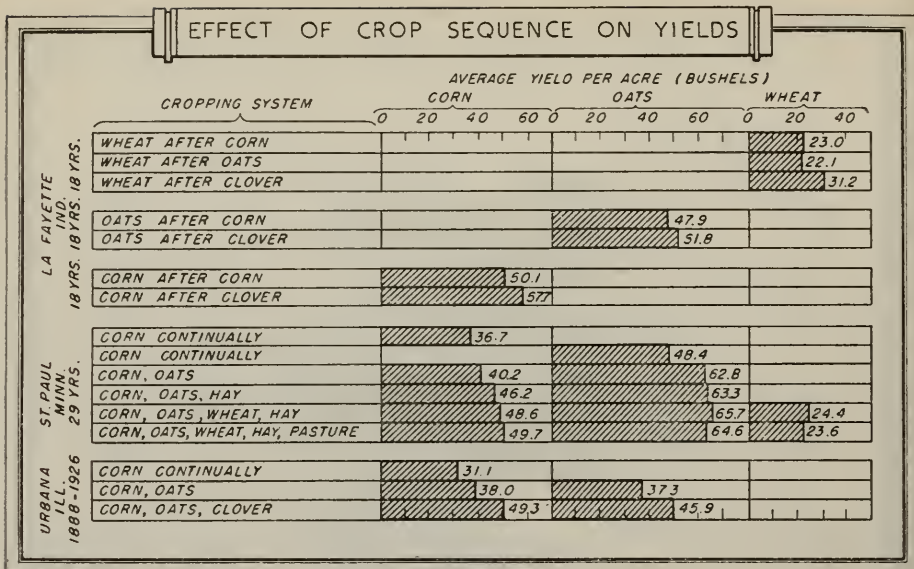 EFFECT OF CROP SEQUENCE ON YIELDS
AVERAGE YIELD PER ACRE (BUSHELS)
CROPPING SYSTEM CORN OATS WHEAT
0 20 40 0 20 40 60 0 20 40
LA FAYETTE
IND.
18 YRS. 18 YRS. 18 YRS.
WHEAT AFTER CORN 23.0
WHEAT AFTER OATS 22.1
WHEAT AFTER CLOVER 31.2
OATS AFTER CORN 47.9
OATS AFTER CLOVER 51.8
CORN AFTER CORN 50.1
CORN AFTER CLOVER 57.7
ST. PAUL
MINN.
29 YRS.
CORN CONTINUALLY 36.7
CORN CONTINUALLY 48.4
CORN, OATS 40.2 62.8
CORN, OATS, HAY 46.2 63.3
CORN, OATS, WHEAT, HAY 48.6 65.7 24.4
CORN, OATS, WHEAT, HAY, PASTURE 49.7 64.6 23.6
URBANA
ILL.
1888-1926
CORN CONTINUALLY 31.1
CORN, OATS 38.0 37.3
CORN, OATS, CLOVER 49.3 45.9